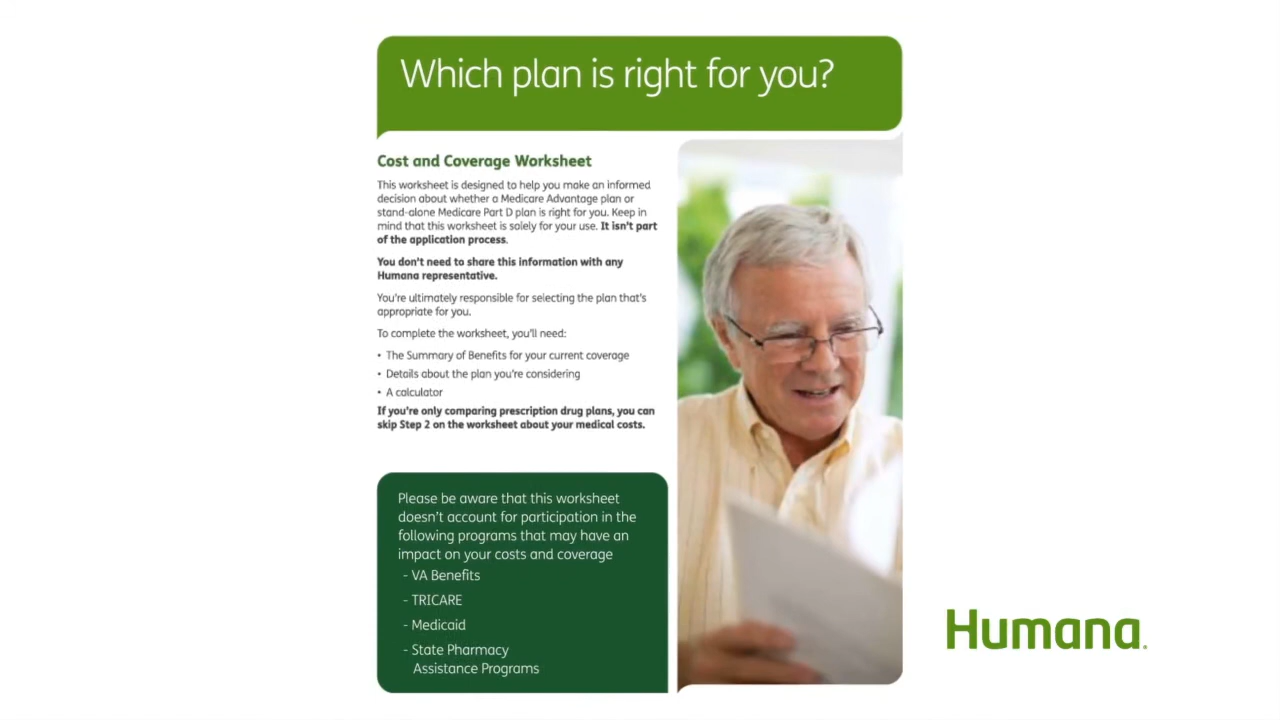 Which plan is right for you?
Cost and Coverage Worksheet
This worksheet is designed to help you make an informed
decision about whether a Medicare Advantage plan or
stand-alone Medicare Part D plan is right for you. Keep in
mind that this worksheet is solely for your use. It isn't part
of the application process.
You don't need to share this information with any
Humana representative.
You're ultimately responsible for selecting the plan that's
appropriate for you.
To complete the worksheet, you'll need:
• The Summary of Benefits for your current coverage
• Details about the plan you're considering
• A calculator
If you're only comparing prescription drug plans, you can
skip Step 2 on the worksheet about your medical costs.
Please be aware that this worksheet
doesn't account for participation in the
following programs that may have an
impact on your costs and coverage
- VA Benefits
- TRICARE
- Medicaid
- State Pharmacy
Assistance Programs
Humana®